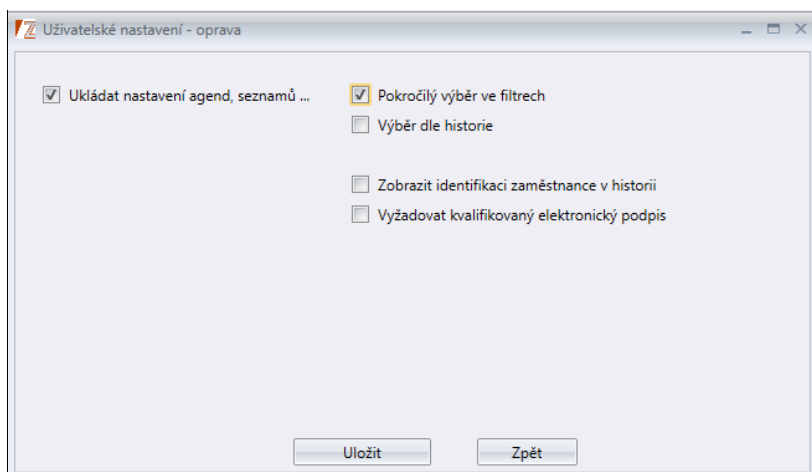 Uživatelské nastavení - oprava
Ukládat nastavení agend, seznamů ...
Pokročilý výběr ve filtrech
Výběr dle historie
Zobrazit identifikaci zaměstnance v historii
Vyžadovat kvalifikovaný elektronický podpis
Uložit
Zpět